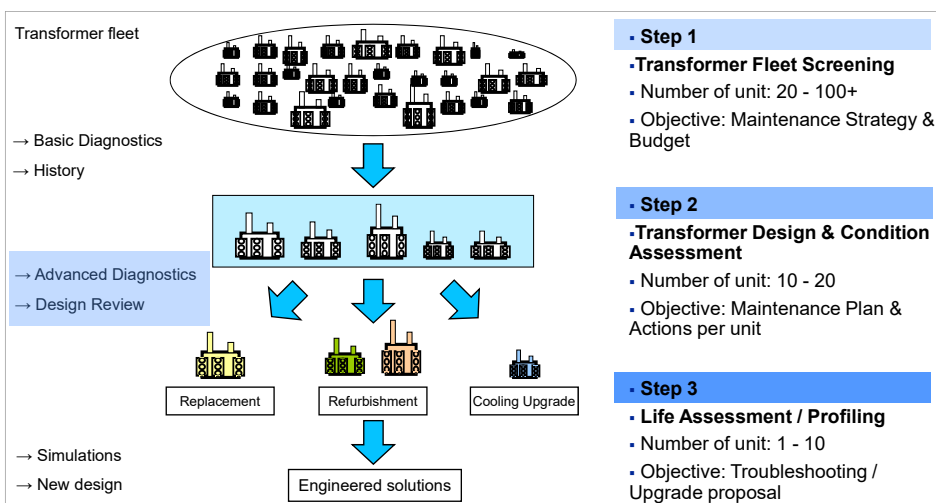 Transformer fleet
→ Basic Diagnostics
→ History
→ Advanced Diagnostics
→ Design Review
Replacement
Refurbishment
Cooling Upgrade
→ Simulations
→ New design
Engineered solutions
▪ Step 1
▪Transformer Fleet Screening
▪ Number of unit: 20 - 100+
▪ Objective: Maintenance Strategy &
Budget
▪ Step 2
▪Transformer Design & Condition
Assessment
▪ Number of unit: 10 - 20
▪ Objective: Maintenance Plan &
Actions per unit
▪ Step 3
▪ Life Assessment / Profiling
▪ Number of unit: 1 - 10
▪ Objective: Troubleshooting /
Upgrade proposal